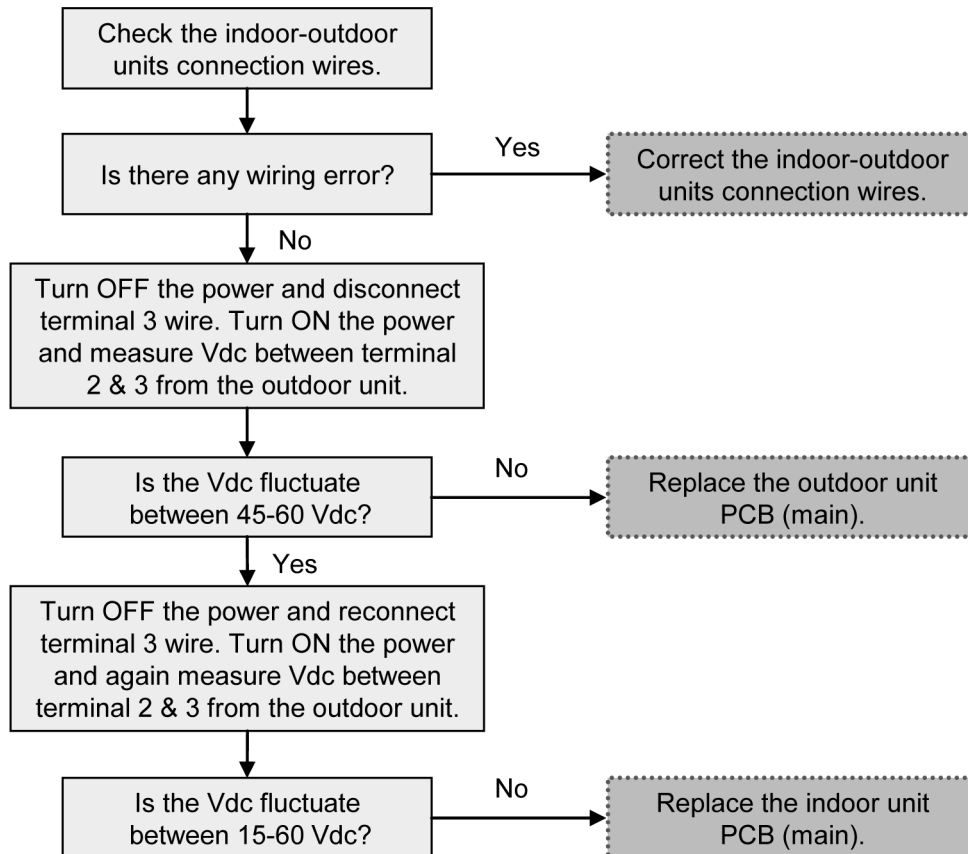 Check the indoor-outdoor
units connection wires.
Is there any wiring error?
Yes
Correct the indoor-outdoor
units connection wires.
No
Turn OFF the power and disconnect
terminal 3 wire. Turn ON the power
and measure Vdc between terminal
2 & 3 from the outdoor unit.
Is the Vdc fluctuate
between 45-60 Vdc?
No
Replace the outdoor unit
PCB (main).
Yes
Turn OFF the power and reconnect
terminal 3 wire. Turn ON the power
and again measure Vdc between
terminal 2 & 3 from the outdoor unit.
Is the Vdc fluctuate
between 15-60 Vdc?
No
Replace the indoor unit
PCB (main).